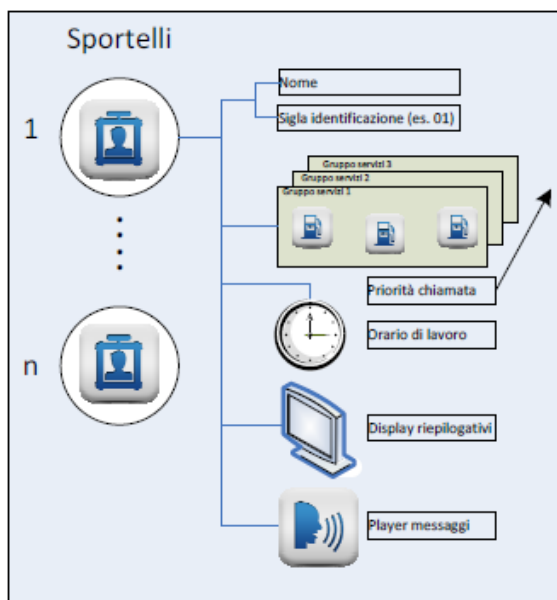 Sportelli
1
Nome
Sigla identificazione (es. 01)
Gruppo servizi 3
Gruppo servizi 2
Gruppo servizi 1
Priorità chiamata
Orario di lavoro
n
Display riepilogativi
Player messaggi